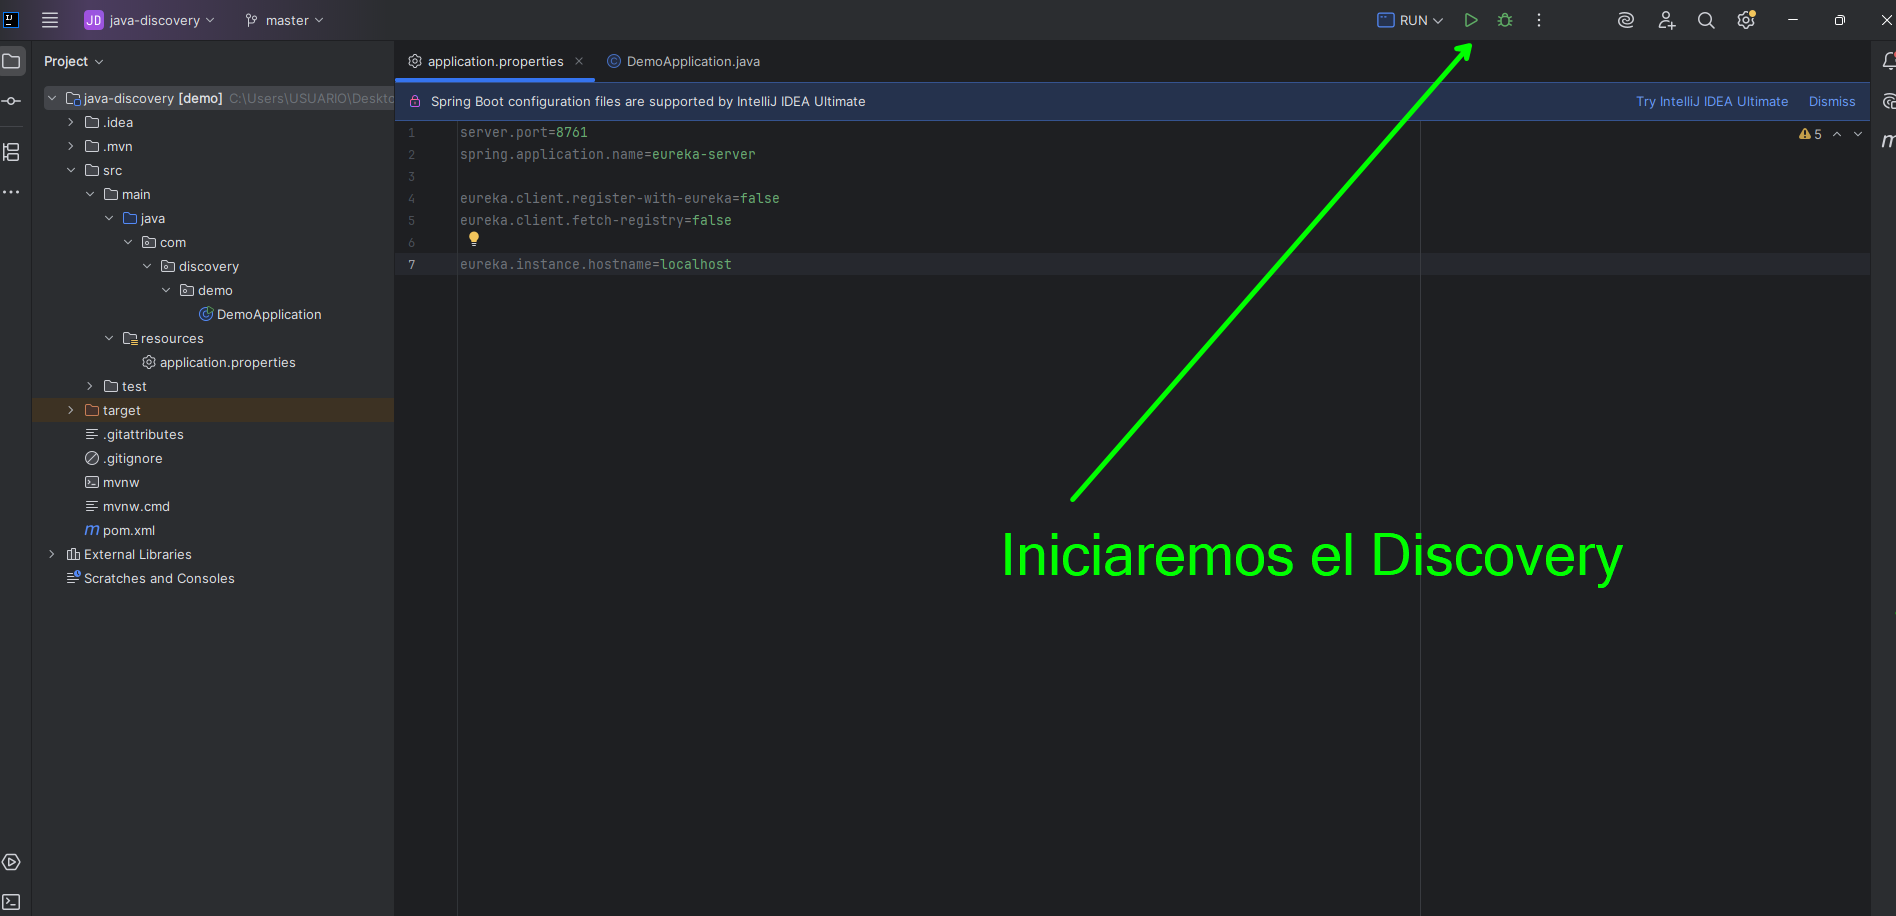 JD java-discovery master RUN
Project
application.properties
DemoApplication.java
java-discovery [demo] C:\Users\USUARIO\Deskto
Spring Boot configuration files are supported by IntelliJ IDEA Ultimate
Try IntelliJ IDEA Ultimate Dismiss
.idea
.mvn
src
main
java
com
discovery
demo
DemoApplication
resources
application.properties
test
target
.gitattributes
.gitignore
mvnw
mvnw.cmd
pom.xml
External Libraries
Scratches and Consoles
1 server.port=8761
5
2 spring.application.name=eureka-server
3
4 eureka.client.register-with-eureka=false
5 eureka.client.fetch-registry=false
6
7 eureka.instance.hostname=localhost
Iniciaremos el Discovery